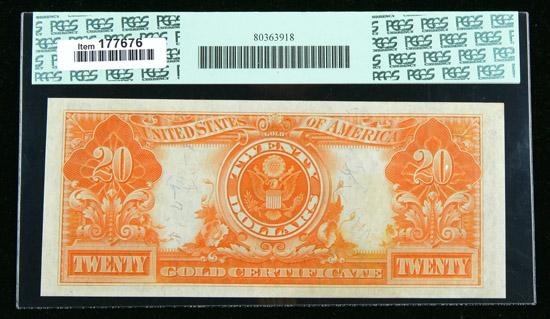 Item 177676
80363918
UNITED STATES OF AMERICA
GOLD
TWENTY
20
20
DOLLARS
TWENTY
GOLD CERTIFICATE
TWENTY